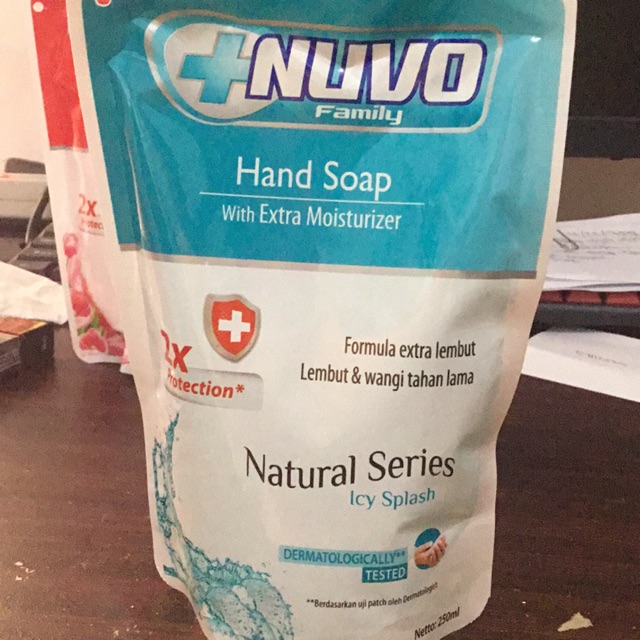 NUVO
Family
Hand Soap
With Extra Moisturizer
2x
Protection*
Formula extra lembut
Lembut & wangi tahan lama
Natural Series
Icy Splash
DERMATOLOGICALLY**
TESTED
**Berdasarkan uji patch oleh Dermatologist
Netto: 250ml
2x